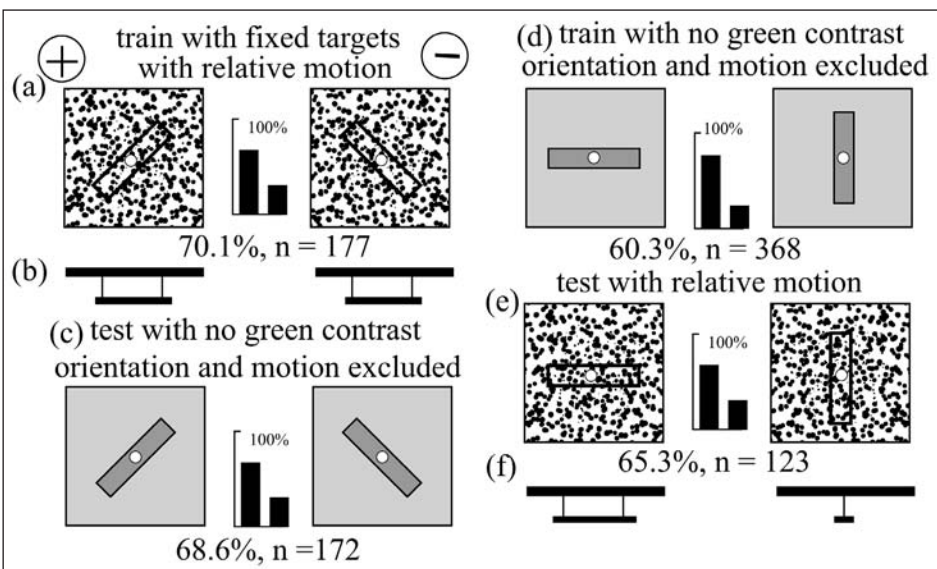 +
−
train with fixed targets
with relative motion
(a)
100%
70.1%, n = 177
(b)
(c) test with no green contrast
orientation and motion excluded
100%
68.6%, n =172
(d) train with no green contrast
orientation and motion excluded
100%
60.3%, n = 368
(e) test with relative motion
100%
65.3%, n = 123
(f)